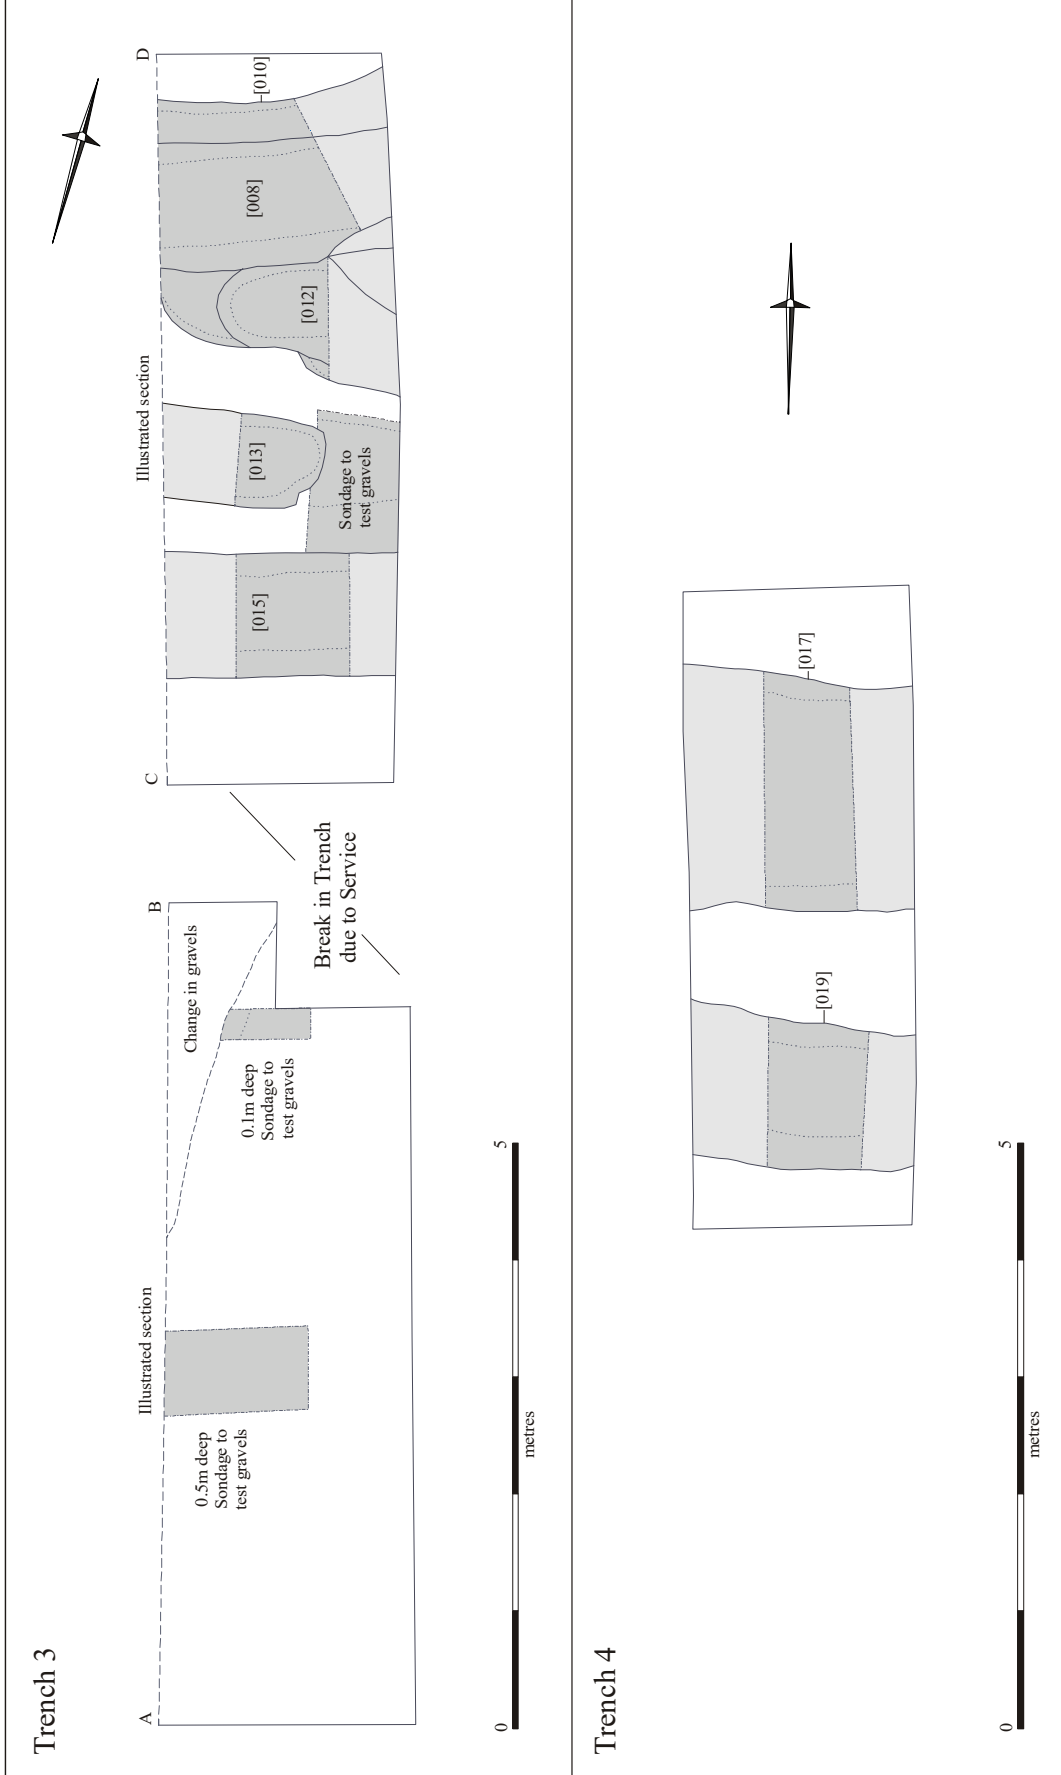 Trench 3
A
Illustrated section
B
0.5m deep
Sondage to
test gravels
Change in gravels
0.1m deep
Sondage to
test gravels
Break in Trench
due to Service
C
Illustrated section
D
[015]
[013]
Sondage to
test gravels
[012]
[008]
[010]
0
5
metres
Trench 4
[019]
[017]
0
5
metres